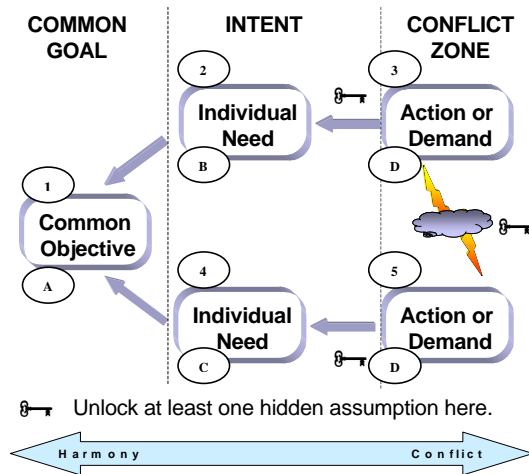 COMMON
GOAL
INTENT
CONFLICT
ZONE
2
Individual
Need
B
3
Action or
Demand
D
1
Common
Objective
A
4
Individual
Need
C
5
Action or
Demand
D
Unlock at least one hidden assumption here.
Harmony
Conflict